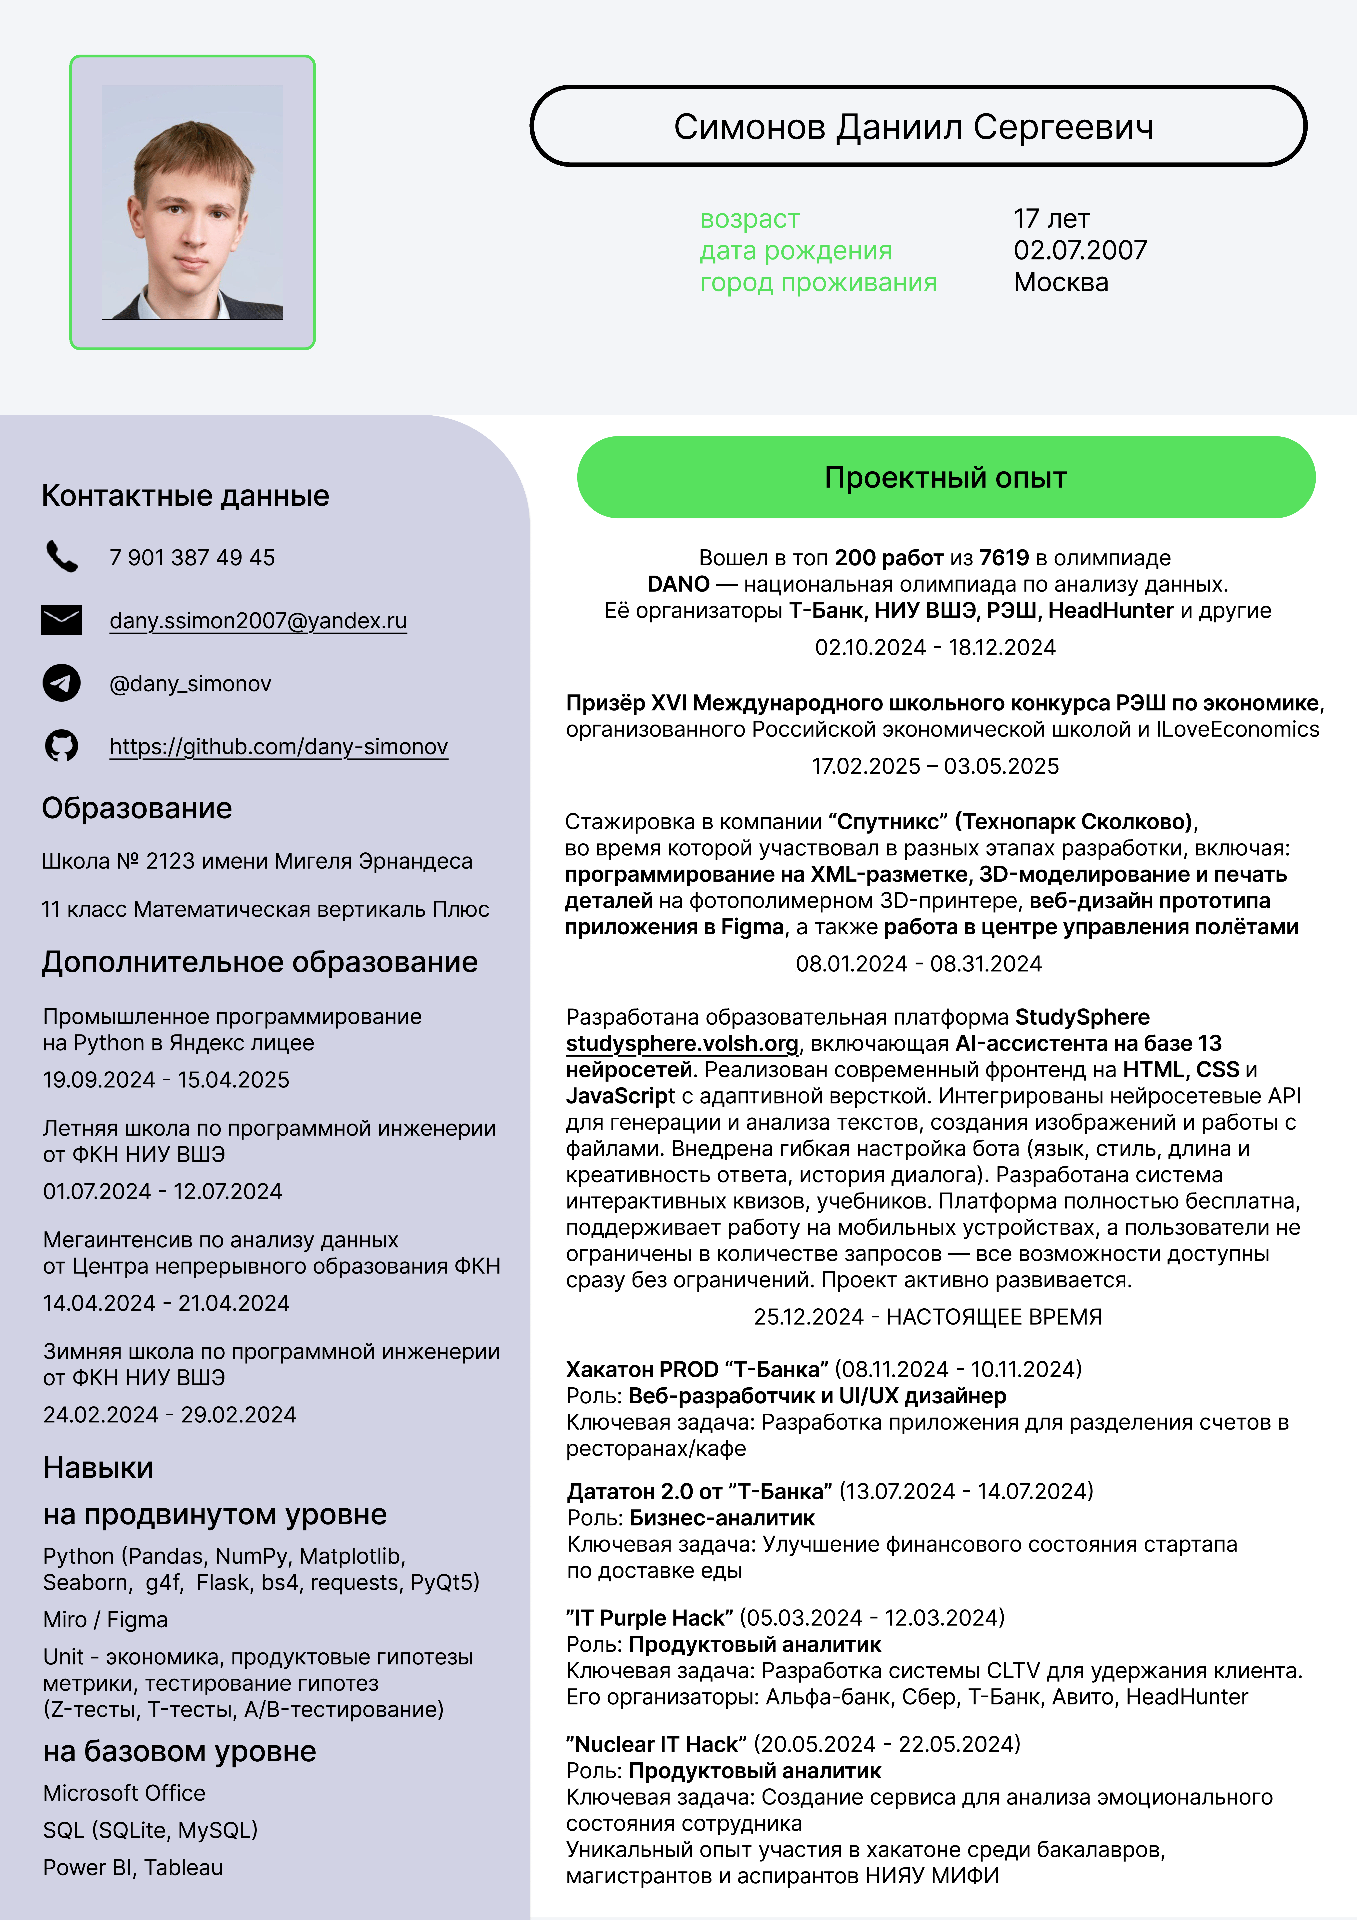 Симонов Даниил Сергеевич
возраст 17 лет
дата рождения 02.07.2007
город проживания Москва
Контактные данные
7 901 387 49 45
dany.ssimon2007@yandex.ru
@dany_simonov
https://github.com/dany-simonov
Образование
Школа № 2123 имени Мигеля Эрнандеса
11 класс Математическая вертикаль Плюс
Дополнительное образование
Промышленное программирование
на Python в Яндекс лицее
19.09.2024 - 15.04.2025
Летняя школа по программной инженерии
от ФКН НИУ ВШЭ
01.07.2024 - 12.07.2024
Мегаинтенсив по анализу данных
от Центра непрерывного образования ФКН
14.04.2024 - 21.04.2024
Зимняя школа по программной инженерии
от ФКН НИУ ВШЭ
24.02.2024 - 29.02.2024
Навыки
на продвинутом уровне
Python (Pandas, NumPy, Matplotlib,
Seaborn, g4f, Flask, bs4, requests, PyQt5)
Miro / Figma
Unit - экономика, продуктовые гипотезы
метрики, тестирование гипотез
(Z-тесты, T-тесты, A/B-тестирование)
на базовом уровне
Microsoft Office
SQL (SQLite, MySQL)
Power BI, Tableau
Проектный опыт
Вошел в топ 200 работ из 7619 в олимпиаде
DANO — национальная олимпиада по анализу данных.
Её организаторы Т-Банк, НИУ ВШЭ, РЭШ, HeadHunter и другие
02.10.2024 - 18.12.2024
Призёр XVI Международного школьного конкурса РЭШ по экономике,
организованного Российской экономической школой и ILoveEconomics
17.02.2025 – 03.05.2025
Стажировка в компании “Спутникс” (Технопарк Сколково),
во время которой участвовал в разных этапах разработки, включая:
программирование на XML-разметке, 3D-моделирование и печать
деталей на фотополимерном 3D-принтере, веб-дизайн прототипа
приложения в Figma, а также работа в центре управления полётами
08.01.2024 - 08.31.2024
Разработана образовательная платформа StudySphere
studysphere.volsh.org, включающая AI-ассистента на базе 13
нейросетей. Реализован современный фронтенд на HTML, CSS и
JavaScript с адаптивной версткой. Интегрированы нейросетевые API
для генерации и анализа текстов, создания изображений и работы с
файлами. Внедрена гибкая настройка бота (язык, стиль, длина и
креативность ответа, история диалога). Разработана система
интерактивных квизов, учебников. Платформа полностью бесплатна,
поддерживает работу на мобильных устройствах, а пользователи не
ограничены в количестве запросов — все возможности доступны
сразу без ограничений. Проект активно развивается.
25.12.2024 - НАСТОЯЩЕЕ ВРЕМЯ
Хакатон PROD “Т-Банка” (08.11.2024 - 10.11.2024)
Роль: Веб-разработчик и UI/UX дизайнер
Ключевая задача: Разработка приложения для разделения счетов в
ресторанах/кафе
Дататон 2.0 от ”Т-Банка” (13.07.2024 - 14.07.2024)
Роль: Бизнес-аналитик
Ключевая задача: Улучшение финансового состояния стартапа
по доставке еды
”IT Purple Hack” (05.03.2024 - 12.03.2024)
Роль: Продуктовый аналитик
Ключевая задача: Разработка системы CLTV для удержания клиента.
Его организаторы: Альфа-банк, Сбер, Т-Банк, Авито, HeadHunter
”Nuclear IT Hack” (20.05.2024 - 22.05.2024)
Роль: Продуктовый аналитик
Ключевая задача: Создание сервиса для анализа эмоционального
состояния сотрудника
Уникальный опыт участия в хакатоне среди бакалавров,
магистрантов и аспирантов НИЯУ МИФИ